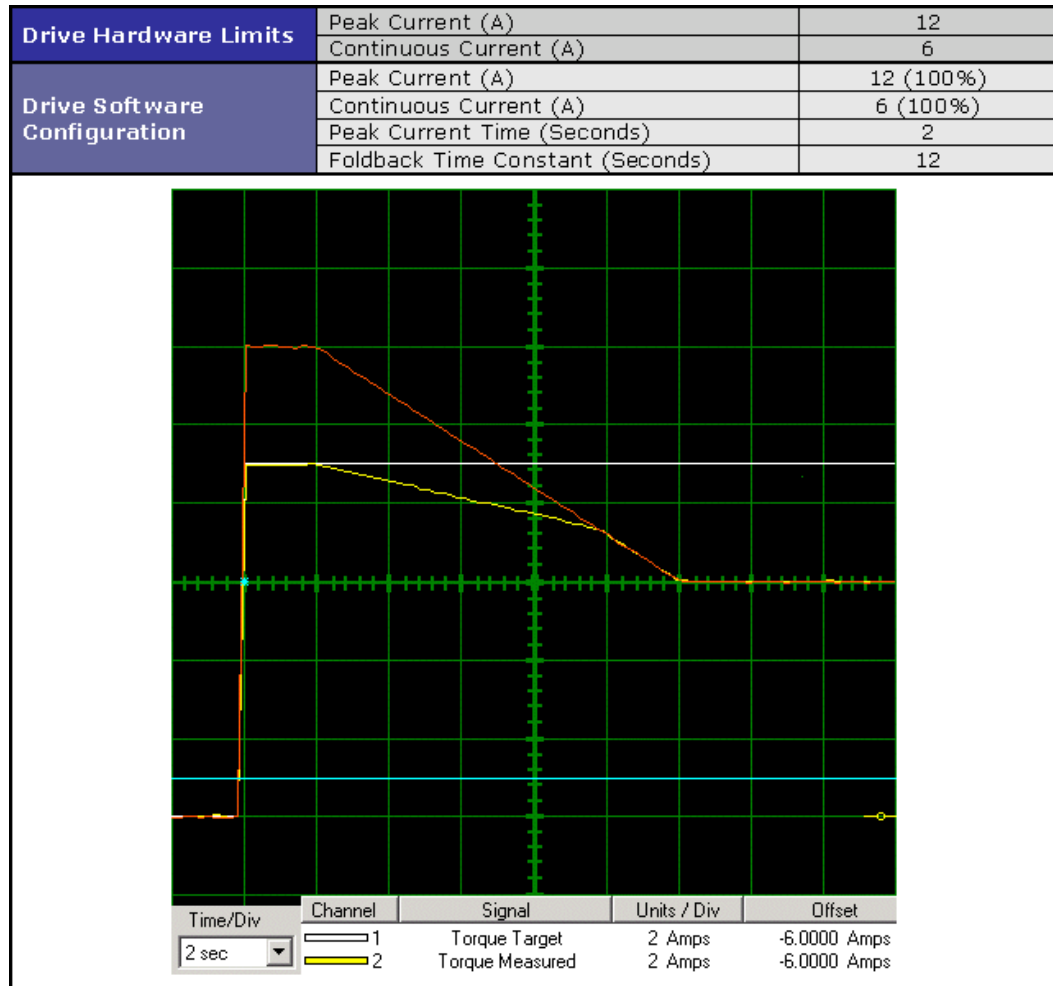 Drive Hardware Limits
Peak Current (A) 12
Continuous Current (A) 6
Drive Software
Configuration
Peak Current (A) 12 (100%)
Continuous Current (A) 6 (100%)
Peak Current Time (Seconds) 2
Foldback Time Constant (Seconds) 12
Time/Div
2 sec
Channel Signal Units / Div Offset
1 Torque Target 2 Amps -6.0000 Amps
2 Torque Measured 2 Amps -6.0000 Amps